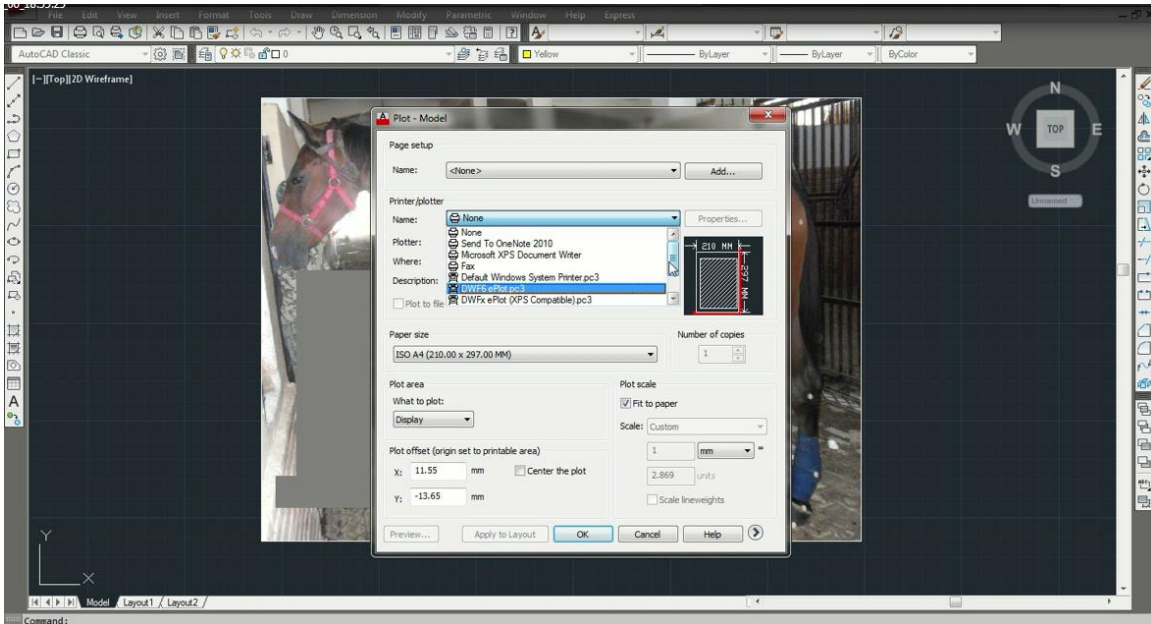 00_18:55:25
File Edit View Insert Format Tools Draw Dimension Modify Parametric Window Help Express
AutoCAD Classic 0 Yellow ByLayer ByLayer ByColor
[−][Top][2D Wireframe]
N
W TOP E
S
Unnamed
Plot - Model
Page setup
Name: <None> Add...
Printer/plotter
Name: None Properties...
None
Plotter: Send To OneNote 2010
Microsoft XPS Document Writer
Where: Fax
Description: Default Windows System Printer.pc3
DWF6 ePlot.pc3
Plot to file DWFx ePlot (XPS Compatible).pc3
210 MM
297 MM
Paper size Number of copies
ISO A4 (210.00 x 297.00 MM) 1
Plot area Plot scale
What to plot: Fit to paper
Display Scale: Custom
Plot offset (origin set to printable area) 1 mm =
X: 11.55 mm Center the plot 2.869 units
Y: -13.65 mm Scale lineweights
Preview... Apply to Layout OK Cancel Help
Y
X
A
Model Layout1 Layout2
Command: